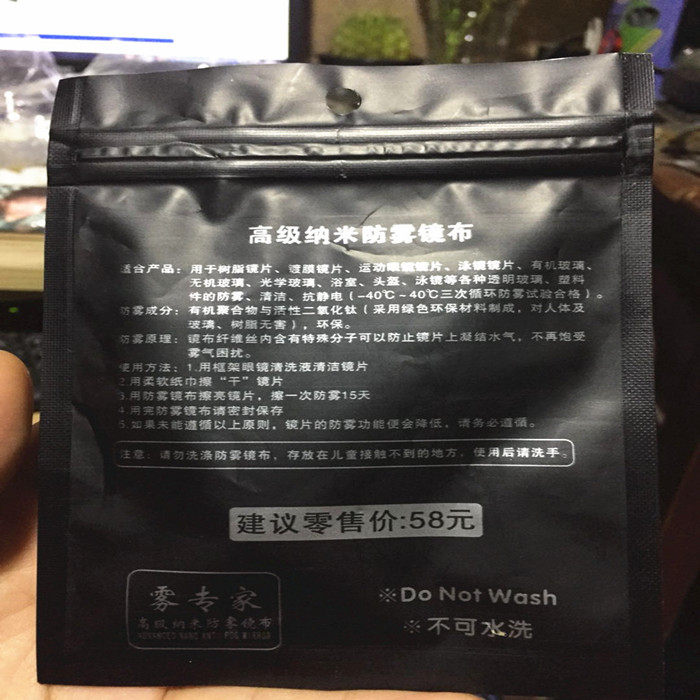 高级纳米防雾镜布
适合产品：用于树脂镜片、镀膜镜片、运动眼镜镜片、泳镜镜片、有机玻璃、
无机玻璃、光学玻璃、浴室、头盔、泳镜等各种透明玻璃、塑料
件的防雾、清洁、抗静电（-40℃~40℃三次循环防雾试验合格）。
防雾成分：有机聚合物与活性二氧化钛（采用绿色环保材料制成，对人体及
玻璃、树脂无害），环保。
防雾原理：镜布纤维丝内含有特殊分子可以防止镜片上凝结水气，不再饱受
雾气困扰。
使用方法：1.用框架眼镜清洗液清洁镜片
2.用柔软纸巾擦“干”镜片
3.用防雾镜布擦亮镜片，擦一次防雾15天
4.用完防雾镜布请密封保存
5.如果未能遵循以上原则，镜片的防雾功能便会降低，请务必遵循。
注意：请勿洗涤防雾镜布，存放在儿童接触不到的地方，使用后请洗手。
建议零售价:58元
雾专家
高级纳米防雾镜布
ADVANCED NANO ANTI-FOG MIRROR
※Do Not Wash
※不可水洗